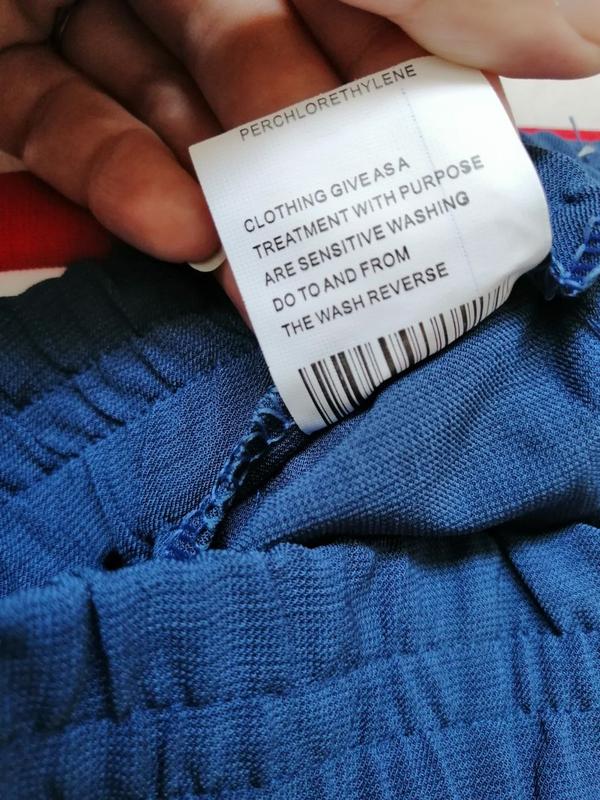 PERCHLORETHYLENE
CLOTHING GIVE AS A
TREATMENT WITH PURPOSE
ARE SENSITIVE WASHING
DO TO AND FROM
THE WASH REVERSE